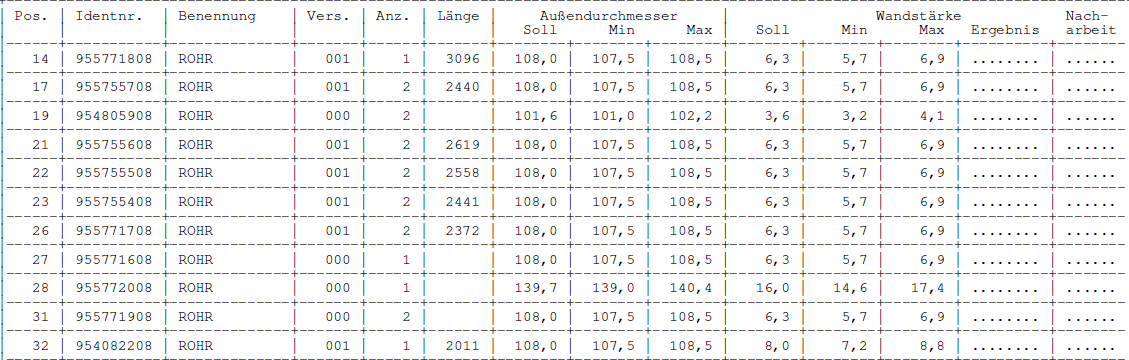 Pos. | Identnr. | Benennung | Vers. | Anz. | Länge | Außendurchmesser | Wandstärke Nach-
Soll Min Max | Soll Min Max Ergebnis arbeit
14 | 955771808 | ROHR | 001 | 1 | 3096 | 108,0 | 107,5 | 108,5 | 6,3 | 5,7 | 6,9 | ........ | ......
17 | 955755708 | ROHR | 001 | 2 | 2440 | 108,0 | 107,5 | 108,5 | 6,3 | 5,7 | 6,9 | ........ | ......
19 | 954805908 | ROHR | 000 | 2 | | 101,6 | 101,0 | 102,2 | 3,6 | 3,2 | 4,1 | ........ | ......
21 | 955755608 | ROHR | 001 | 2 | 2619 | 108,0 | 107,5 | 108,5 | 6,3 | 5,7 | 6,9 | ........ | ......
22 | 955755508 | ROHR | 001 | 2 | 2558 | 108,0 | 107,5 | 108,5 | 6,3 | 5,7 | 6,9 | ........ | ......
23 | 955755408 | ROHR | 001 | 2 | 2441 | 108,0 | 107,5 | 108,5 | 6,3 | 5,7 | 6,9 | ........ | ......
26 | 955771708 | ROHR | 001 | 2 | 2372 | 108,0 | 107,5 | 108,5 | 6,3 | 5,7 | 6,9 | ........ | ......
27 | 955771608 | ROHR | 000 | 1 | | 108,0 | 107,5 | 108,5 | 6,3 | 5,7 | 6,9 | ........ | ......
28 | 955772008 | ROHR | 000 | 1 | | 139,7 | 139,0 | 140,4 | 16,0 | 14,6 | 17,4 | ........ | ......
31 | 955771908 | ROHR | 000 | 2 | | 108,0 | 107,5 | 108,5 | 6,3 | 5,7 | 6,9 | ........ | ......
32 | 954082208 | ROHR | 001 | 1 | 2011 | 108,0 | 107,5 | 108,5 | 8,0 | 7,2 | 8,8 | ........ | ......